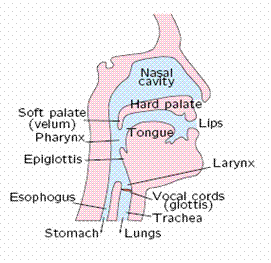 Nasal
cavity
Hard palate
Soft palate
(velum)
Lips
Tongue
Pharynx
Epiglottis
Larynx
Esophogus
Vocal cords
(glottis)
Trachea
Stomach
Lungs